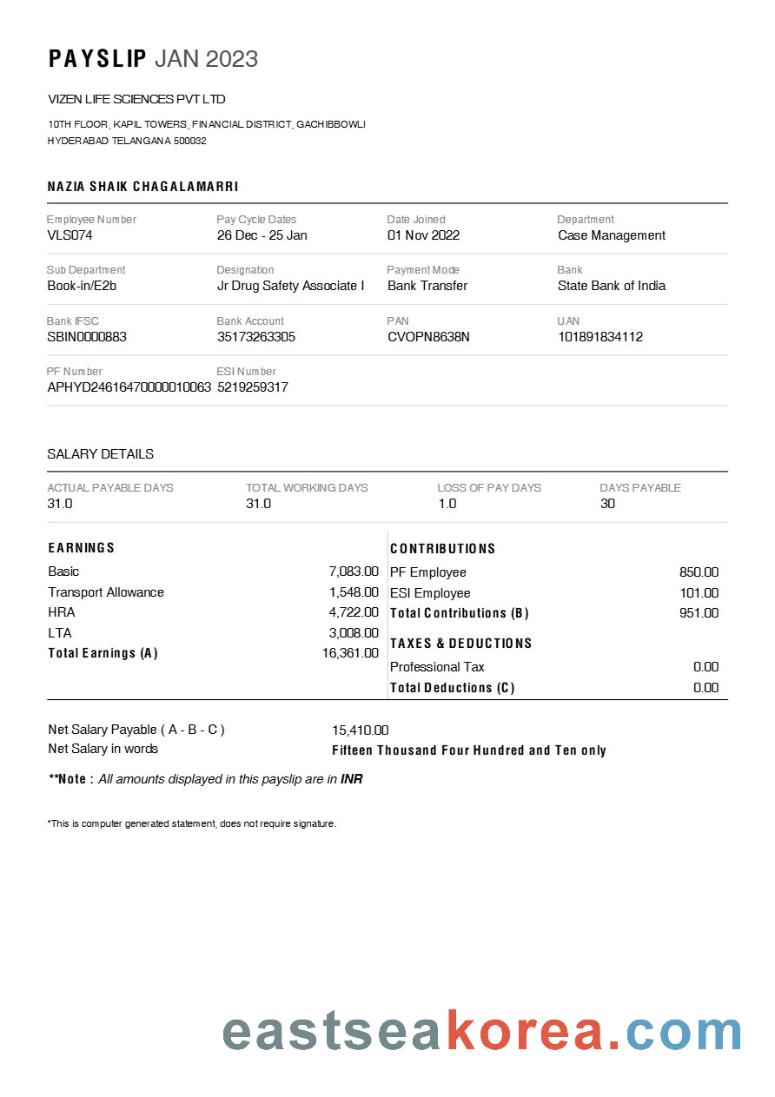 PAYSLIP JAN 2023
VIZEN LIFE SCIENCES PVT LTD
10TH FLOOR, KAPIL TOWERS, FINANCIAL DISTRICT, GACHIBBOWLI
HYDERABAD TELANGANA 500032
NAZIA SHAIK CHAGALAMARRI
Employee Number Pay Cycle Dates Date Joined Department
VLS074 26 Dec - 25 Jan 01 Nov 2022 Case Management
Sub Department Designation Payment Mode Bank
Book-in/E2b Jr Drug Safety Associate I Bank Transfer State Bank of India
Bank IFSC Bank Account PAN UAN
SBIN0000883 35173263305 CVOPN8638N 101891834112
PF Number ESI Number
APHYD24616470000010063 5219259317
SALARY DETAILS
ACTUAL PAYABLE DAYS TOTAL WORKING DAYS LOSS OF PAY DAYS DAYS PAYABLE
31.0 31.0 1.0 30
EARNINGS CONTRIBUTIONS
Basic 7,083.00 PF Employee 850.00
Transport Allowance 1,548.00 ESI Employee 101.00
HRA 4,722.00 Total Contributions (B) 951.00
LTA 3,008.00 TAXES & DEDUCTIONS
Total Earnings (A) 16,361.00 Professional Tax 0.00
Total Deductions (C) 0.00
Net Salary Payable ( A - B - C ) 15,410.00
Net Salary in words Fifteen Thousand Four Hundred and Ten only
**Note : All amounts displayed in this payslip are in INR
*This is computer generated statement, does not require signature.
eastseakorea.com